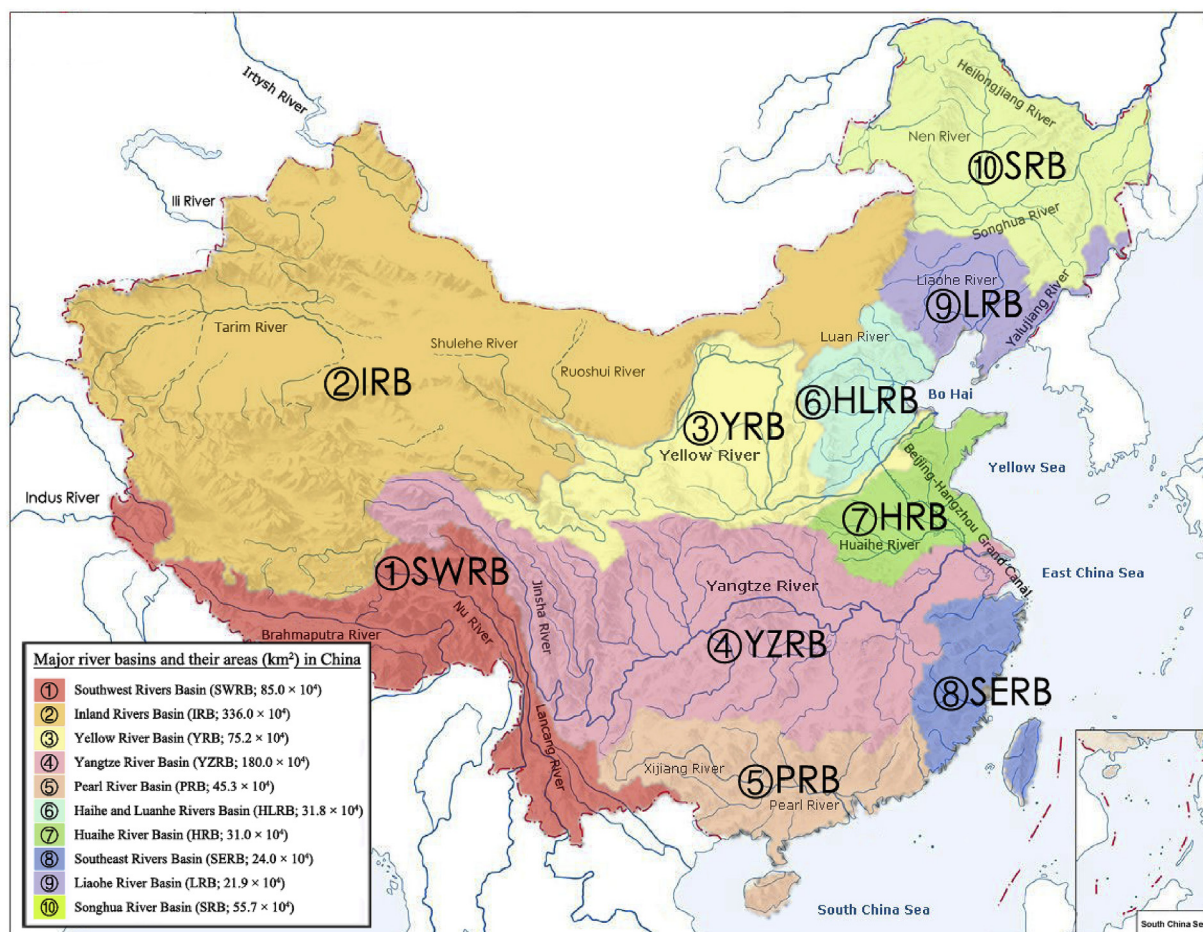 Irtysh River
Heilongjiang River
Nen River
⑩SRB
Ili River
Songhua River
Liaohe River
⑨LRB
Yalujiang River
Tarim River
Shulehe River
Ruoshui River
Luan River
②IRB
⑥HLRB
Bo Hai
③YRB
Yellow River
Beijing-Hangzhou Grand Canal
Yellow Sea
Indus River
⑦HRB
Huaihe River
①SWRB
Jinsha River
Yangtze River
East China Sea
Nu River
Brahmaputra River
④YZRB
⑧SERB
Lancang River
Xijiang River
⑤PRB
Pearl River
South China Sea
South China Se
Major river basins and their areas (km²) in China
① Southwest Rivers Basin (SWRB; 85.0 × 10⁴)
② Inland Rivers Basin (IRB; 336.0 × 10⁴)
③ Yellow River Basin (YRB; 75.2 × 10⁴)
④ Yangtze River Basin (YZRB; 180.0 × 10⁴)
⑤ Pearl River Basin (PRB; 45.3 × 10⁴)
⑥ Haihe and Luanhe Rivers Basin (HLRB; 31.8 × 10⁴)
⑦ Huaihe River Basin (HRB; 31.0 × 10⁴)
⑧ Southeast Rivers Basin (SERB; 24.0 × 10⁴)
⑨ Liaohe River Basin (LRB; 21.9 × 10⁴)
⑩ Songhua River Basin (SRB; 55.7 × 10⁴)